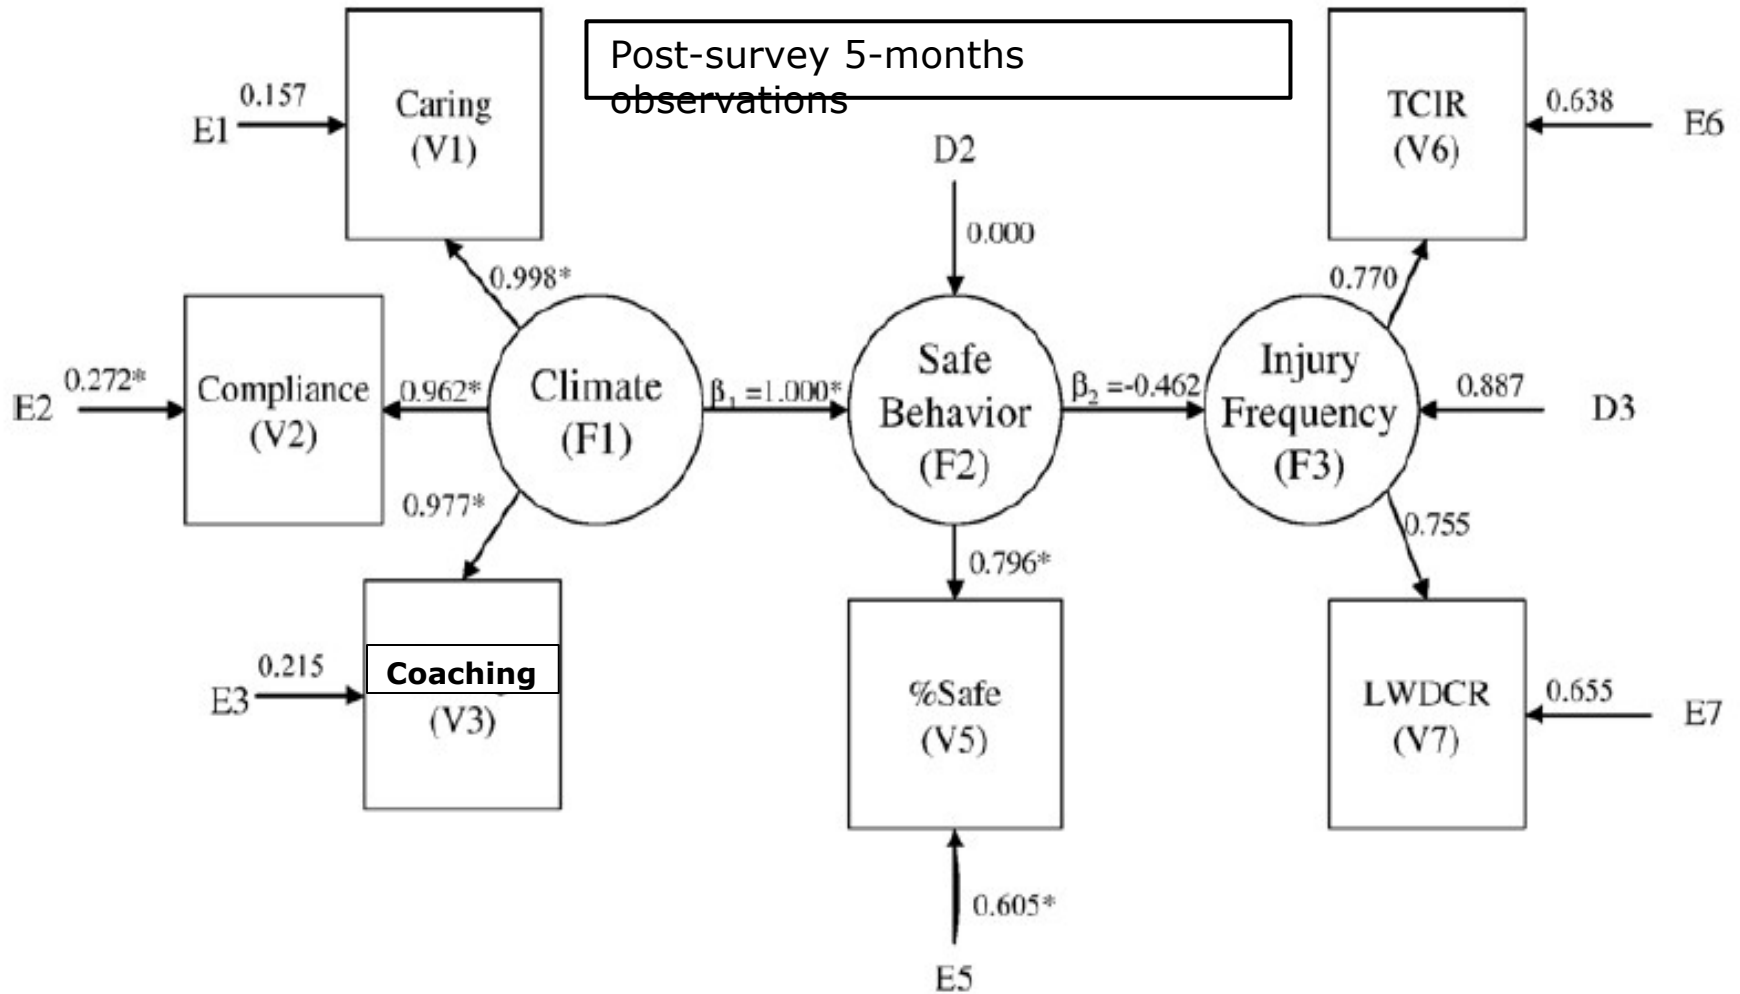 Post-survey 5-months
observations
Caring
(V1)
0.157
E1
TCIR
(V6)
0.638
E6
D2
0.000
0.998*
0.770
Compliance
(V2)
0.272*
E2
0.962*
Climate
(F1)
β1 =1.000*
Safe
Behavior
(F2)
β2 =-0.462
Injury
Frequency
(F3)
0.887
D3
0.977*
0.796*
0.755
Coaching
(V3)
0.215
E3
%Safe
(V5)
LWDCR
(V7)
0.655
E7
0.605*
E5